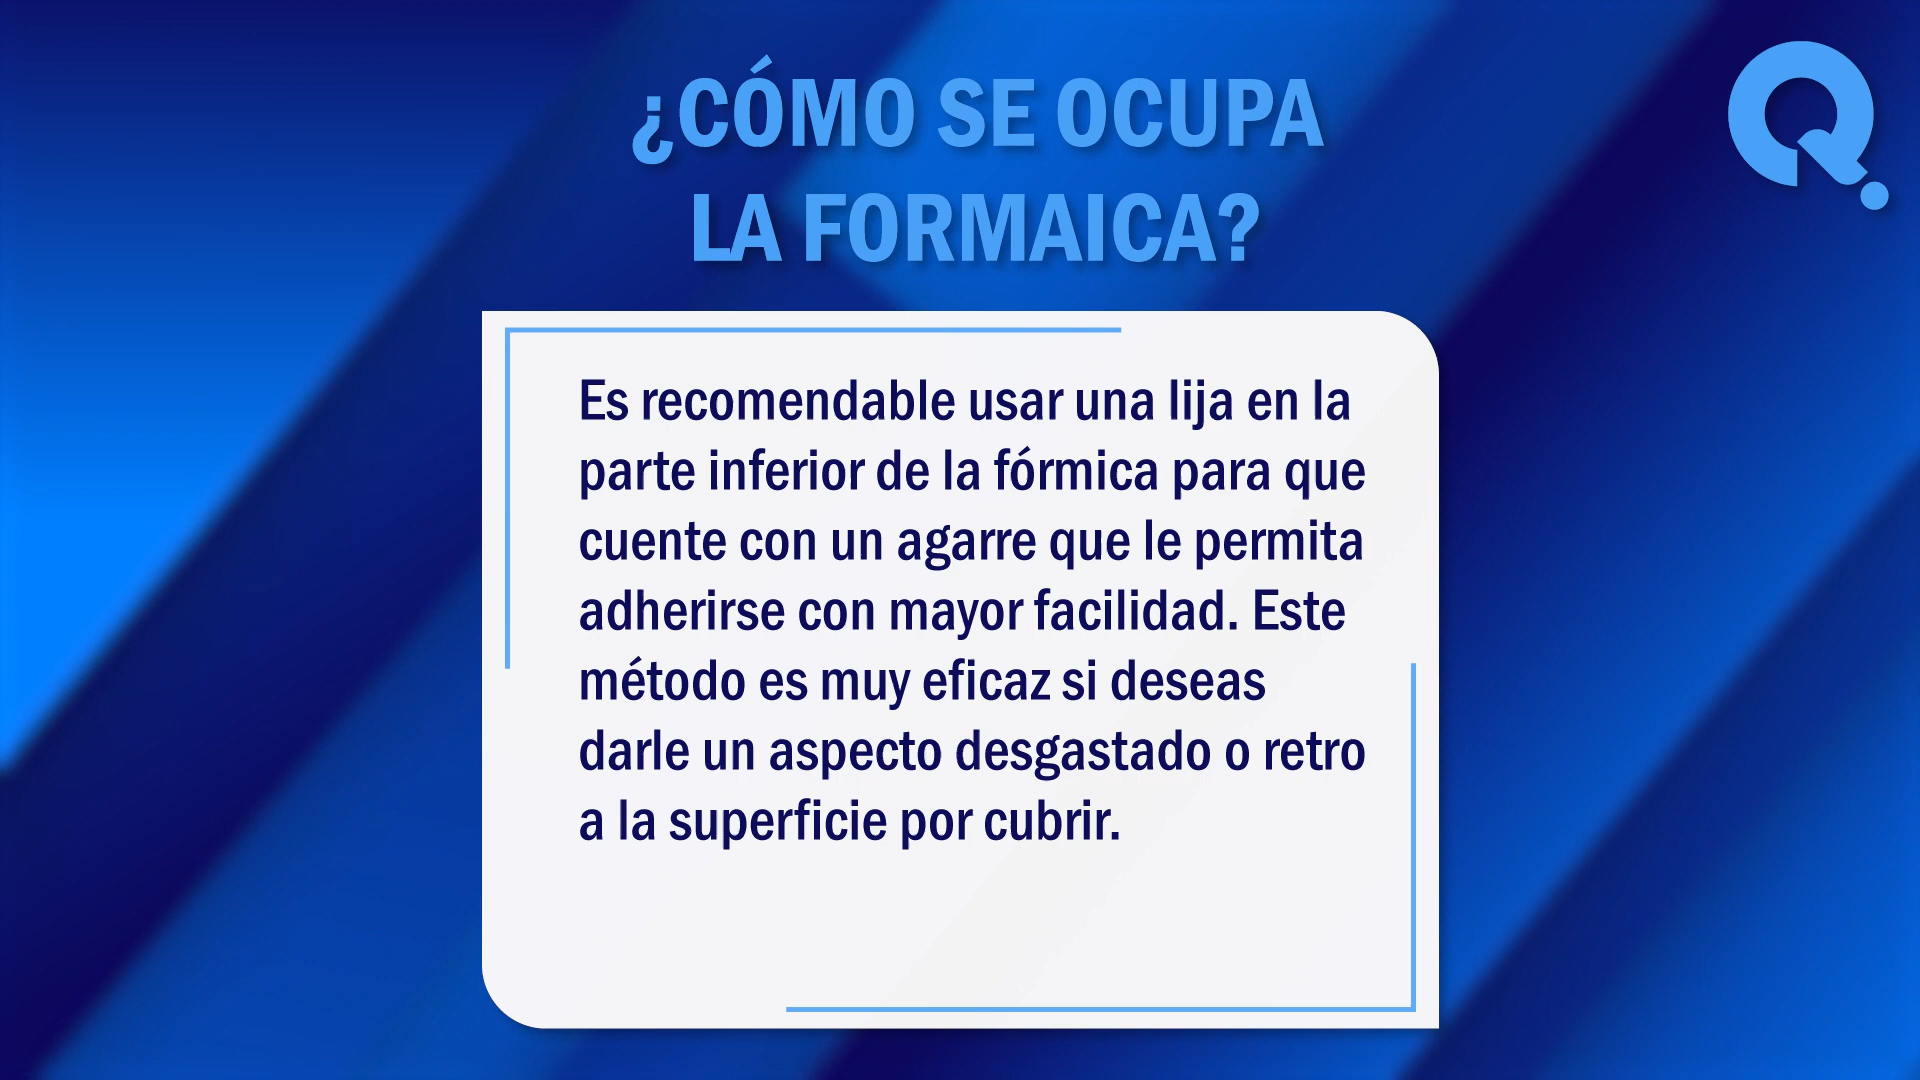 ¿CÓMO SE OCUPA
LA FORMAICA?
Es recomendable usar una lija en la
parte inferior de la fórmica para que
cuente con un agarre que le permita
adherirse con mayor facilidad. Este
método es muy eficaz si deseas
darle un aspecto desgastado o retro
a la superficie por cubrir.